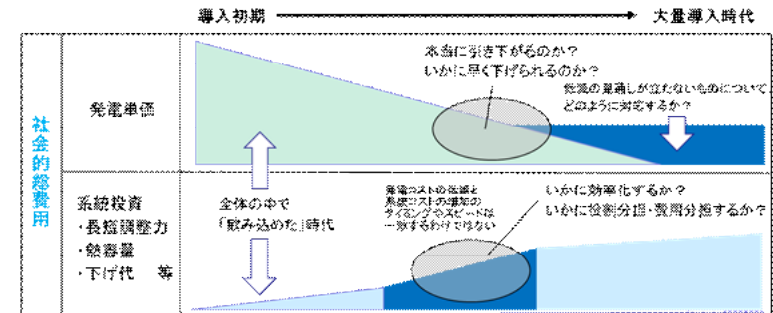 導入初期
大量導入時代
社会的総費用
発電単価
本当に引き下がるのか?
いかに早く下げられるのか?
低減の見通しが立たないものについて、
どのように対応するか?
全体の中で
「飲み込めた」時代
系統投資
・長短調整力
・熱容量
・下げ代 等
発電コストの低減と
系統コストの増加の
タイミングやスピードは
一致するわけではない
いかに効率化するか?
いかに役割分担・費用分担するか?